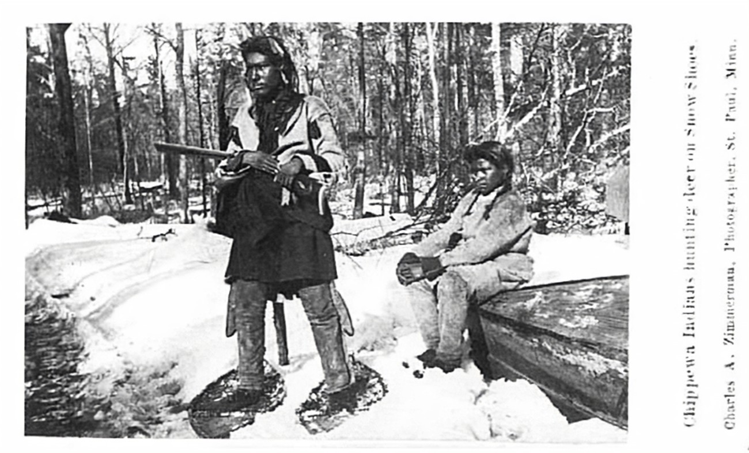 Chippewa Indians hunting deer on Snow Shoes.
Charles A. Zimmerman, Photographer, St. Paul, Minn.